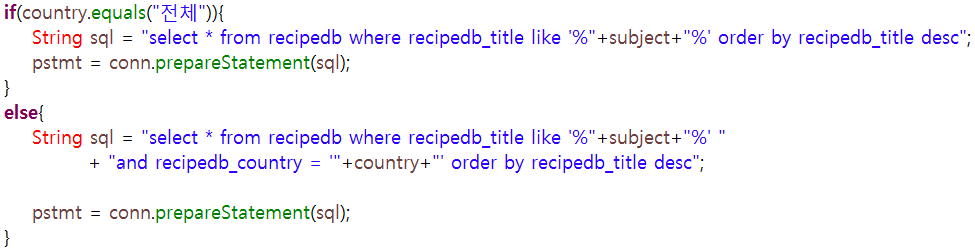 if(country.equals("전체")){
String sql = "select * from recipedb where recipedb_title like '%"+subject+"%' order by recipedb_title desc";
pstmt = conn.prepareStatement(sql);
}
else{
String sql = "select * from recipedb where recipedb_title like '%"+subject+"%' "
+ "and recipedb_country = '"+country+"' order by recipedb_title desc";
pstmt = conn.prepareStatement(sql);
}